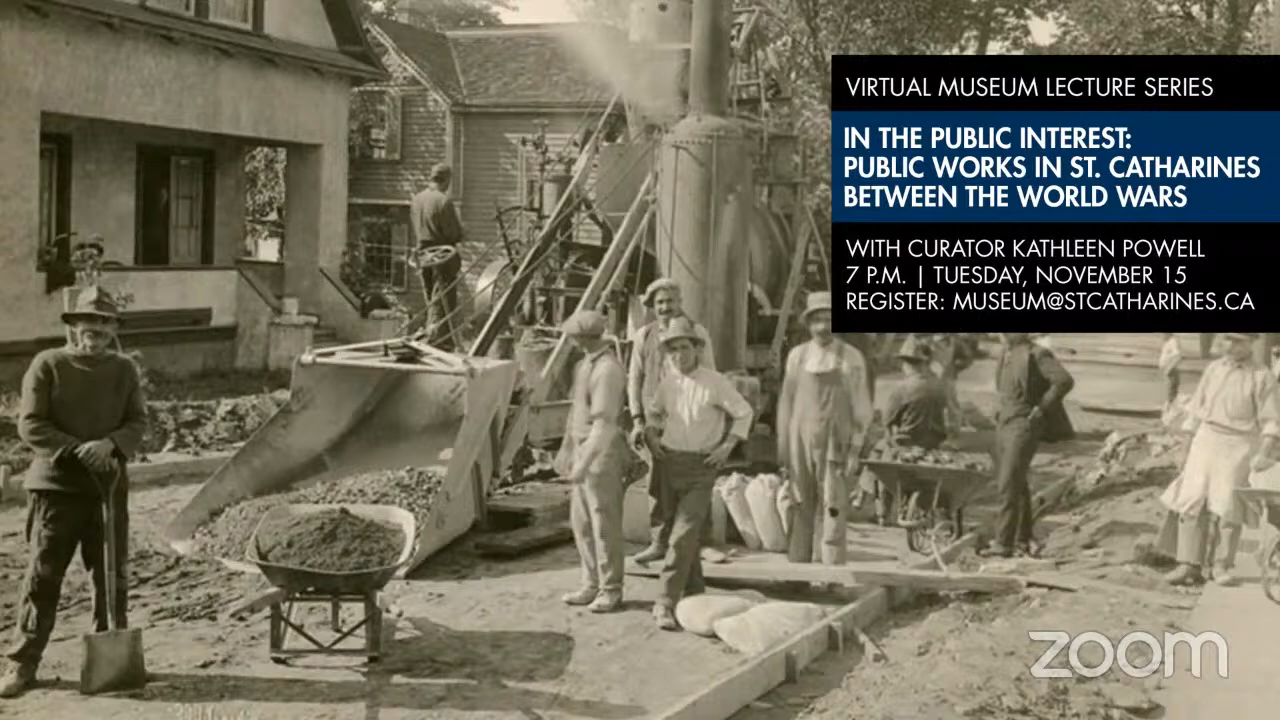 VIRTUAL MUSEUM LECTURE SERIES
IN THE PUBLIC INTEREST:
PUBLIC WORKS IN ST. CATHARINES
BETWEEN THE WORLD WARS
WITH CURATOR KATHLEEN POWELL
7 P.M. | TUESDAY, NOVEMBER 15
REGISTER: MUSEUM@STCATHARINES.CA
zoom